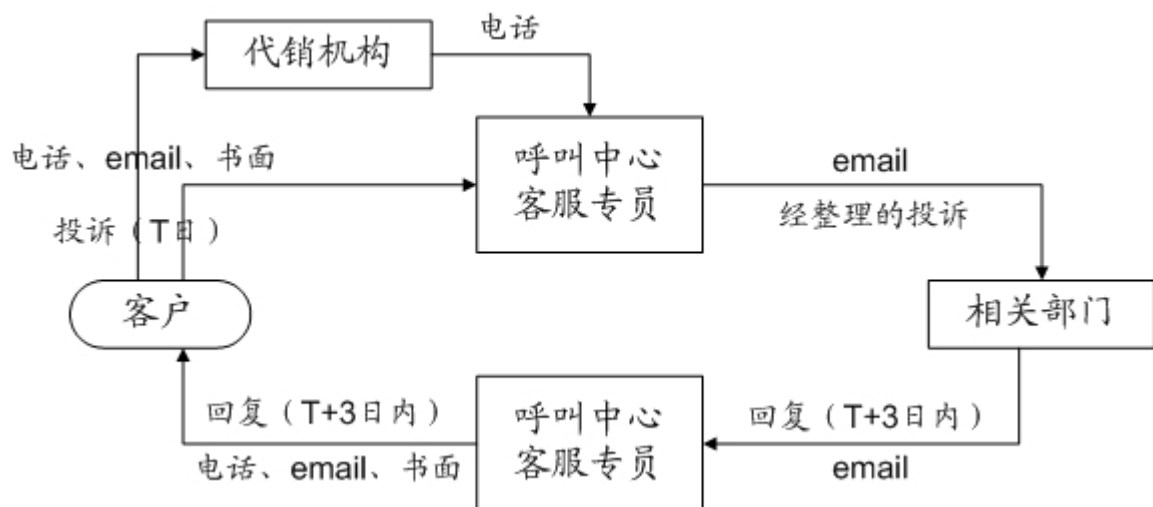 代销机构
电话
电话、email、书面
投诉（T日）
呼叫中心
客服专员
email
经整理的投诉
客户
相关部门
回复（T+3日内）
电话、email、书面
呼叫中心
客服专员
回复（T+3日内）
email